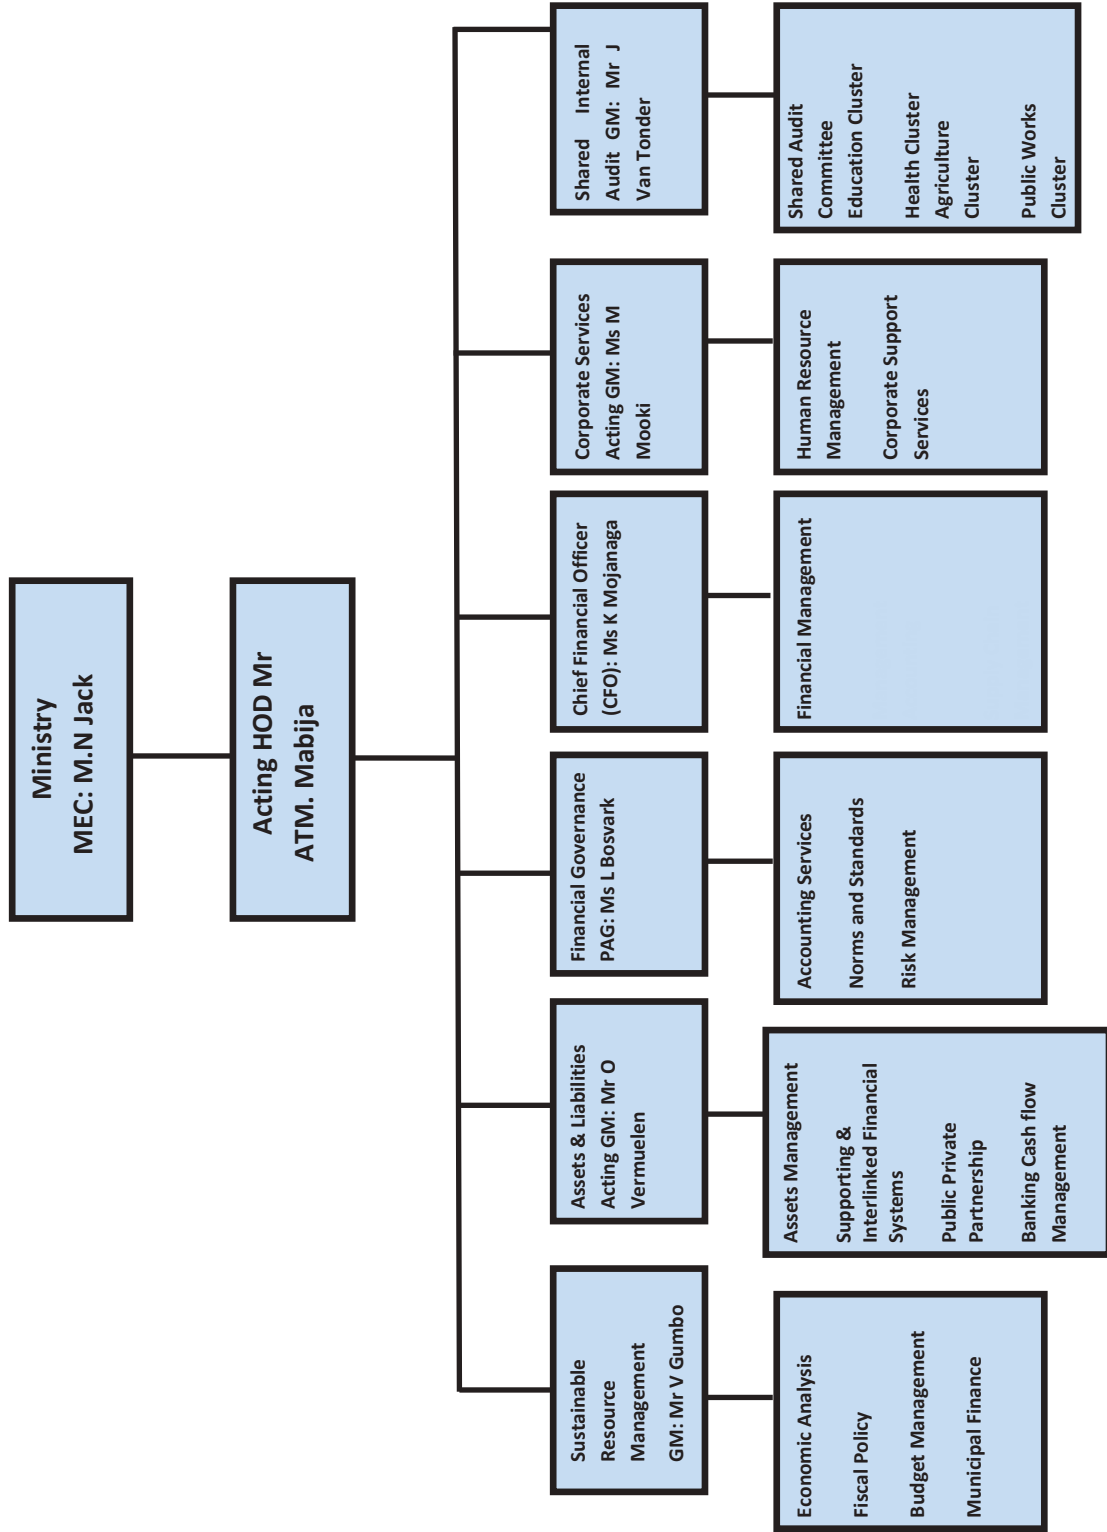 Ministry
MEC: M.N Jack
Acting HOD Mr
ATM. Mabija
Sustainable
Resource
Management
GM: Mr V Gumbo
Assets & Liabilities
Acting GM: Mr O
Vermuelen
Financial Governance
PAG: Ms L Bosvark
Chief Financial Officer
(CFO): Ms K Mojanaga
Corporate Services
Acting GM: Ms M
Mooki
Shared Internal
Audit GM: Mr J
Van Tonder
Economic Analysis
Fiscal Policy
Budget Management
Municipal Finance
Assets Management
Supporting &
Interlinked Financial
Systems
Public Private
Partnership
Banking Cash flow
Management
Accounting Services
Norms and Standards
Risk Management
Financial Management
Human Resource
Management
Corporate Support
Services
Shared Audit
Committee
Education Cluster
Health Cluster
Agriculture
Cluster
Public Works
Cluster